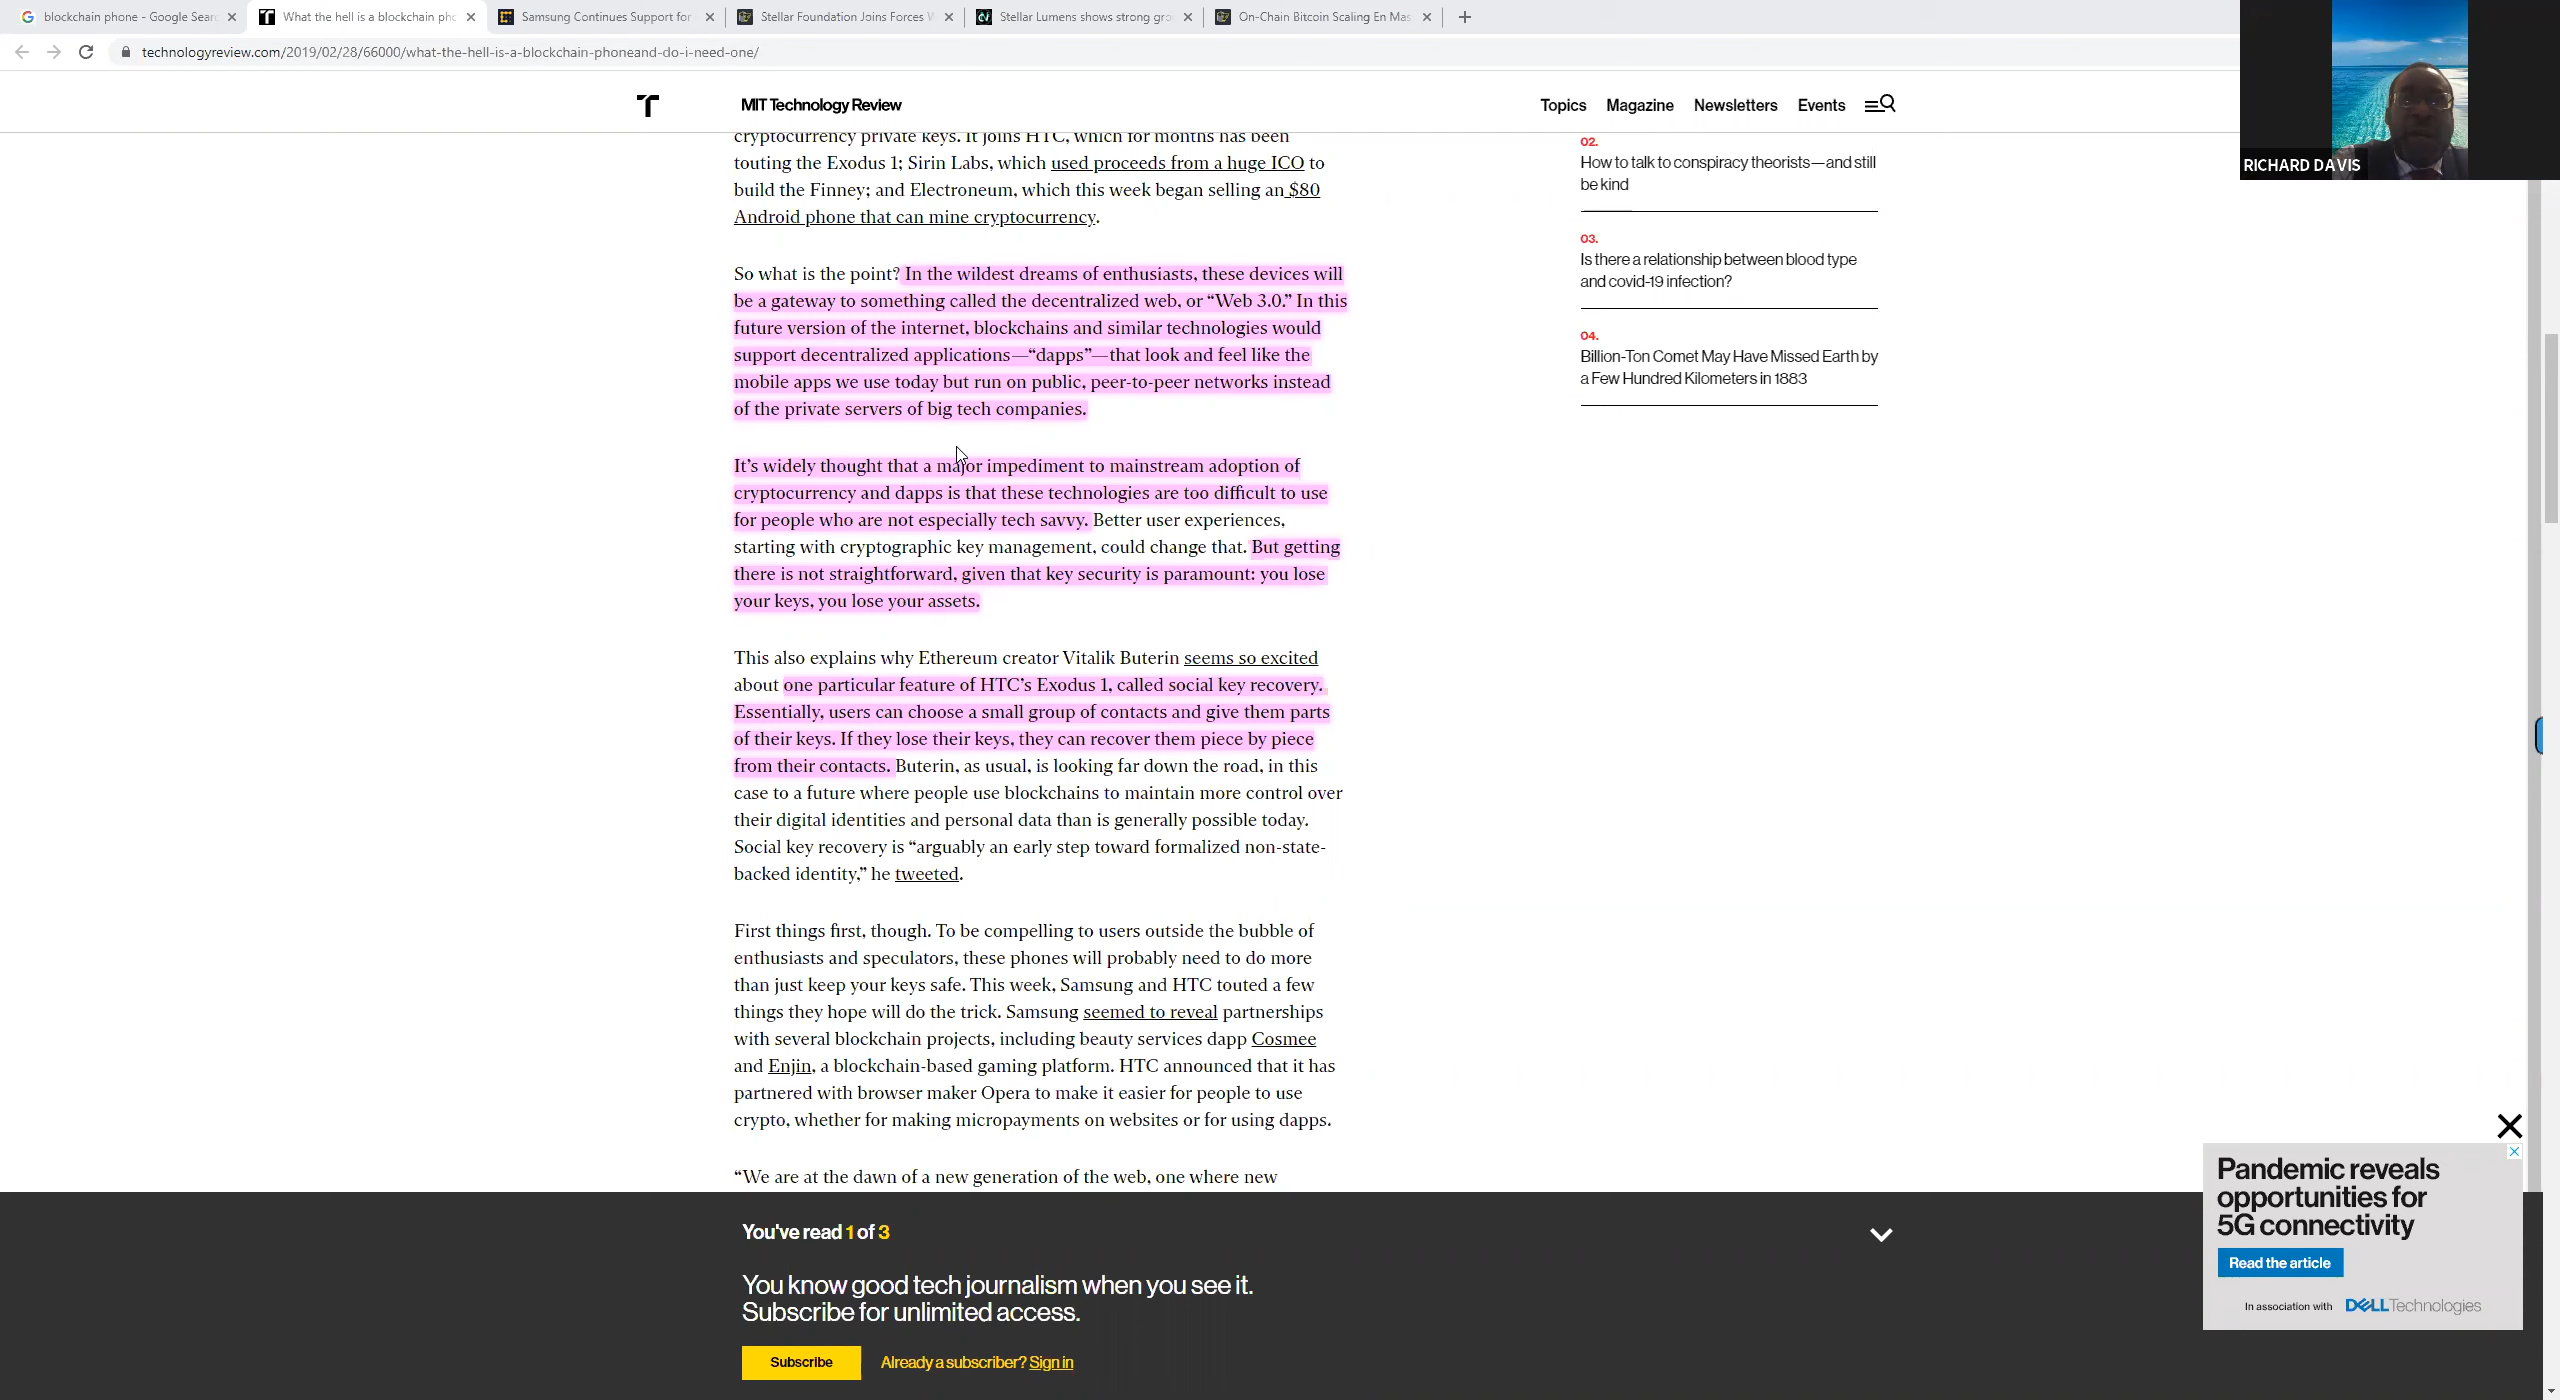 blockchain phone - Google Sear
What the hell is a blockchain ph
Samsung Continues Support for
Stellar Foundation Joins Forces W
Stellar Lumens shows strong gro
On-Chain Bitcoin Scaling En Mas
technologyreview.com/2019/02/28/66000/what-the-hell-is-a-blockchain-phoneand-do-i-need-one/
RICHARD DAVIS
MIT Technology Review
Topics Magazine Newsletters Events
cryptocurrency private keys. It joins HTC, which for months has been
touting the Exodus 1; Sirin Labs, which used proceeds from a huge ICO to
build the Finney; and Electroneum, which this week began selling an $80
Android phone that can mine cryptocurrency.
So what is the point? In the wildest dreams of enthusiasts, these devices will
be a gateway to something called the decentralized web, or “Web 3.0.” In this
future version of the internet, blockchains and similar technologies would
support decentralized applications—“dapps”—that look and feel like the
mobile apps we use today but run on public, peer-to-peer networks instead
of the private servers of big tech companies.
It’s widely thought that a major impediment to mainstream adoption of
cryptocurrency and dapps is that these technologies are too difficult to use
for people who are not especially tech savvy. Better user experiences,
starting with cryptographic key management, could change that. But getting
there is not straightforward, given that key security is paramount: you lose
your keys, you lose your assets.
This also explains why Ethereum creator Vitalik Buterin seems so excited
about one particular feature of HTC’s Exodus 1, called social key recovery.
Essentially, users can choose a small group of contacts and give them parts
of their keys. If they lose their keys, they can recover them piece by piece
from their contacts. Buterin, as usual, is looking far down the road, in this
case to a future where people use blockchains to maintain more control over
their digital identities and personal data than is generally possible today.
Social key recovery is “arguably an early step toward formalized non-state-
backed identity,” he tweeted.
First things first, though. To be compelling to users outside the bubble of
enthusiasts and speculators, these phones will probably need to do more
than just keep your keys safe. This week, Samsung and HTC touted a few
things they hope will do the trick. Samsung seemed to reveal partnerships
with several blockchain projects, including beauty services dapp Cosmee
and Enjin, a blockchain-based gaming platform. HTC announced that it has
partnered with browser maker Opera to make it easier for people to use
crypto, whether for making micropayments on websites or for using dapps.
“We are at the dawn of a new generation of the web, one where new
02.
How to talk to conspiracy theorists—and still
be kind
03.
Is there a relationship between blood type
and covid-19 infection?
04.
Billion-Ton Comet May Have Missed Earth by
a Few Hundred Kilometers in 1883
You've read 1 of 3
You know good tech journalism when you see it.
Subscribe for unlimited access.
Subscribe
Already a subscriber? Sign in
Pandemic reveals
opportunities for
5G connectivity
Read the article
In association with DELL Technologies